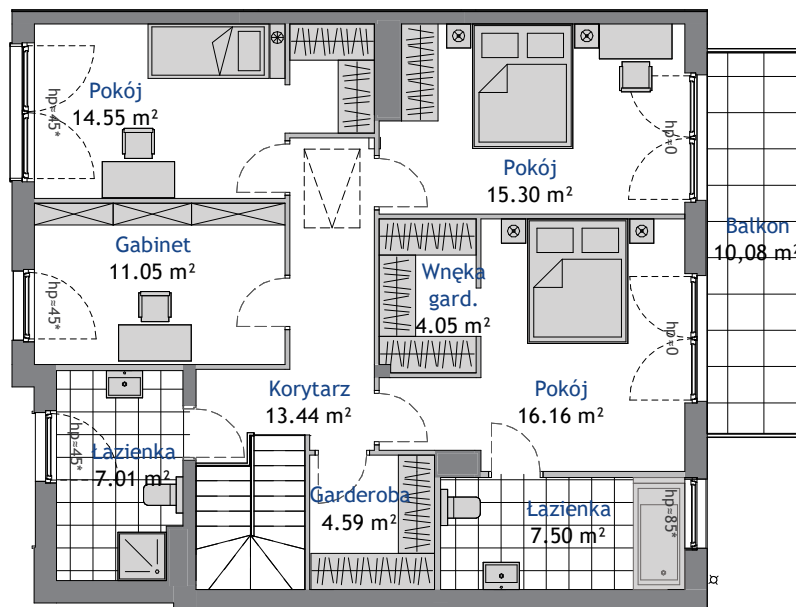 Pokój
14.55 m²
hp=45*
Pokój
15.30 m²
hp=0
Gabinet
11.05 m²
hp=45*
Wnęka
gard.
4.05 m²
Balkon
10,08 m²
hp=0
Korytarz
13.44 m²
Pokój
16.16 m²
Łazienka
7.01 m²
hp=45*
Garderoba
4.59 m²
Łazienka
7.50 m²
hp=85*